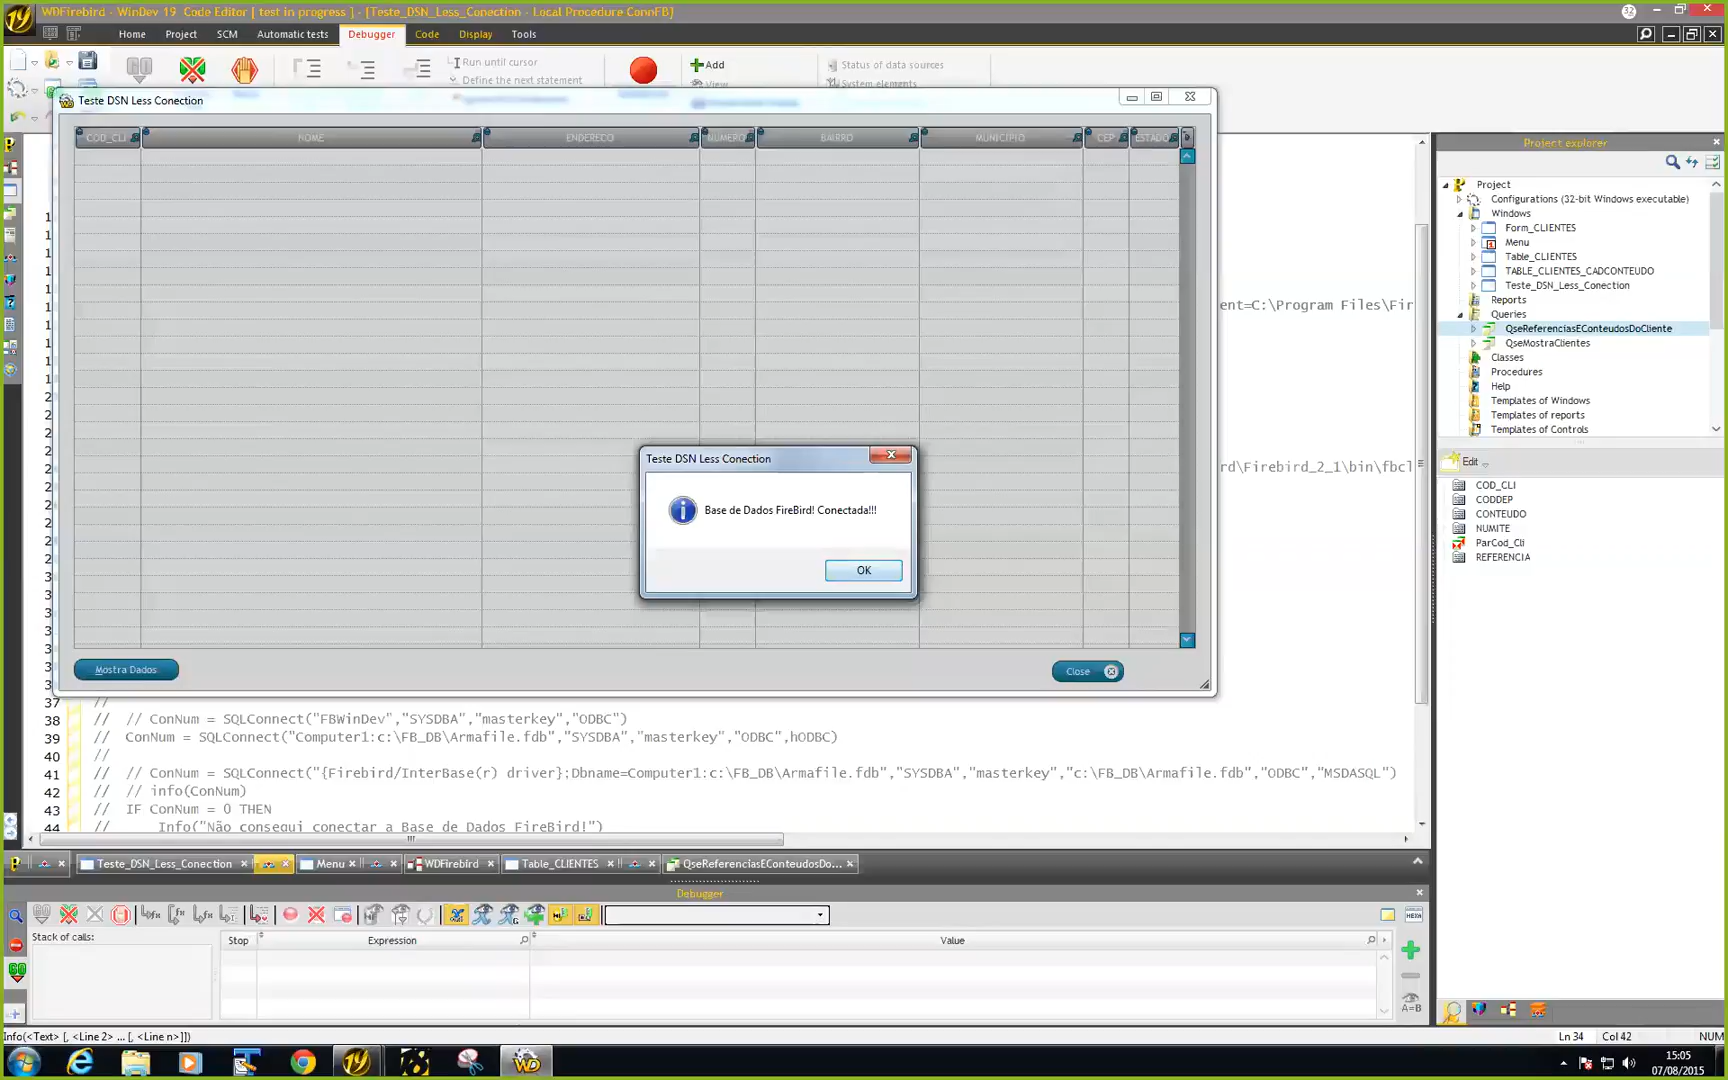 WDFirebird - WinDev 19 Code Editor [ test in progress ] - [Teste_DSN_Less_Conection - Local Procedure ConnFB]
32
Home Project SCM Automatic tests Debugger Code Display Tools
GO
Run until cursor
Define the next statement
Add
View
Status of data sources
System elements
Teste DSN Less Conection
COD_CLI NOME ENDERECO NUMERO BAIRRO MUNICIPIO CEP ESTADO
ent=C:\Program Files\Fir
rd\Firebird_2_1\bin\fbcl
Teste DSN Less Conection
Base de Dados FireBird! Conectada!!!
OK
Mostra Dados
Close
37 //
38 // // ConNum = SQLConnect("FBWinDev","SYSDBA","masterkey","ODBC")
39 // ConNum = SQLConnect("Computer1:c:\FB_DB\Armafile.fdb","SYSDBA","masterkey","ODBC",hODBC)
40 //
41 // // ConNum = SQLConnect("{Firebird/InterBase(r) driver};Dbname=Computer1:c:\FB_DB\Armafile.fdb","SYSDBA","masterkey","c:\FB_DB\Armafile.fdb","ODBC","MSDASQL")
42 // // info(ConNum)
43 // IF ConNum = 0 THEN
44 // Info("Não consegui conectar a Base de Dados FireBird!")
Teste_DSN_Less_Conection Menu WDFirebird Table_CLIENTES QseReferenciasEConteudosDo...
Debugger
Stack of calls:
Stop Expression Value
HEXA
A=B
GO
Project explorer
Project
Configurations (32-bit Windows executable)
Windows
Form_CLIENTES
Menu
Table_CLIENTES
TABLE_CLIENTES_CADCONTEUDO
Teste_DSN_Less_Conection
Reports
Queries
QseReferenciasEConteudosDoCliente
QseMostraClientes
Classes
Procedures
Help
Templates of Windows
Templates of reports
Templates of Controls
Edit
COD_CLI
CODDEP
CONTEUDO
NUMITE
ParCod_Cli
REFERENCIA
Info(<Text> [, <Line 2> ... [, <Line n>]])
Ln 34 Col 42 NUM
15:05
07/08/2015